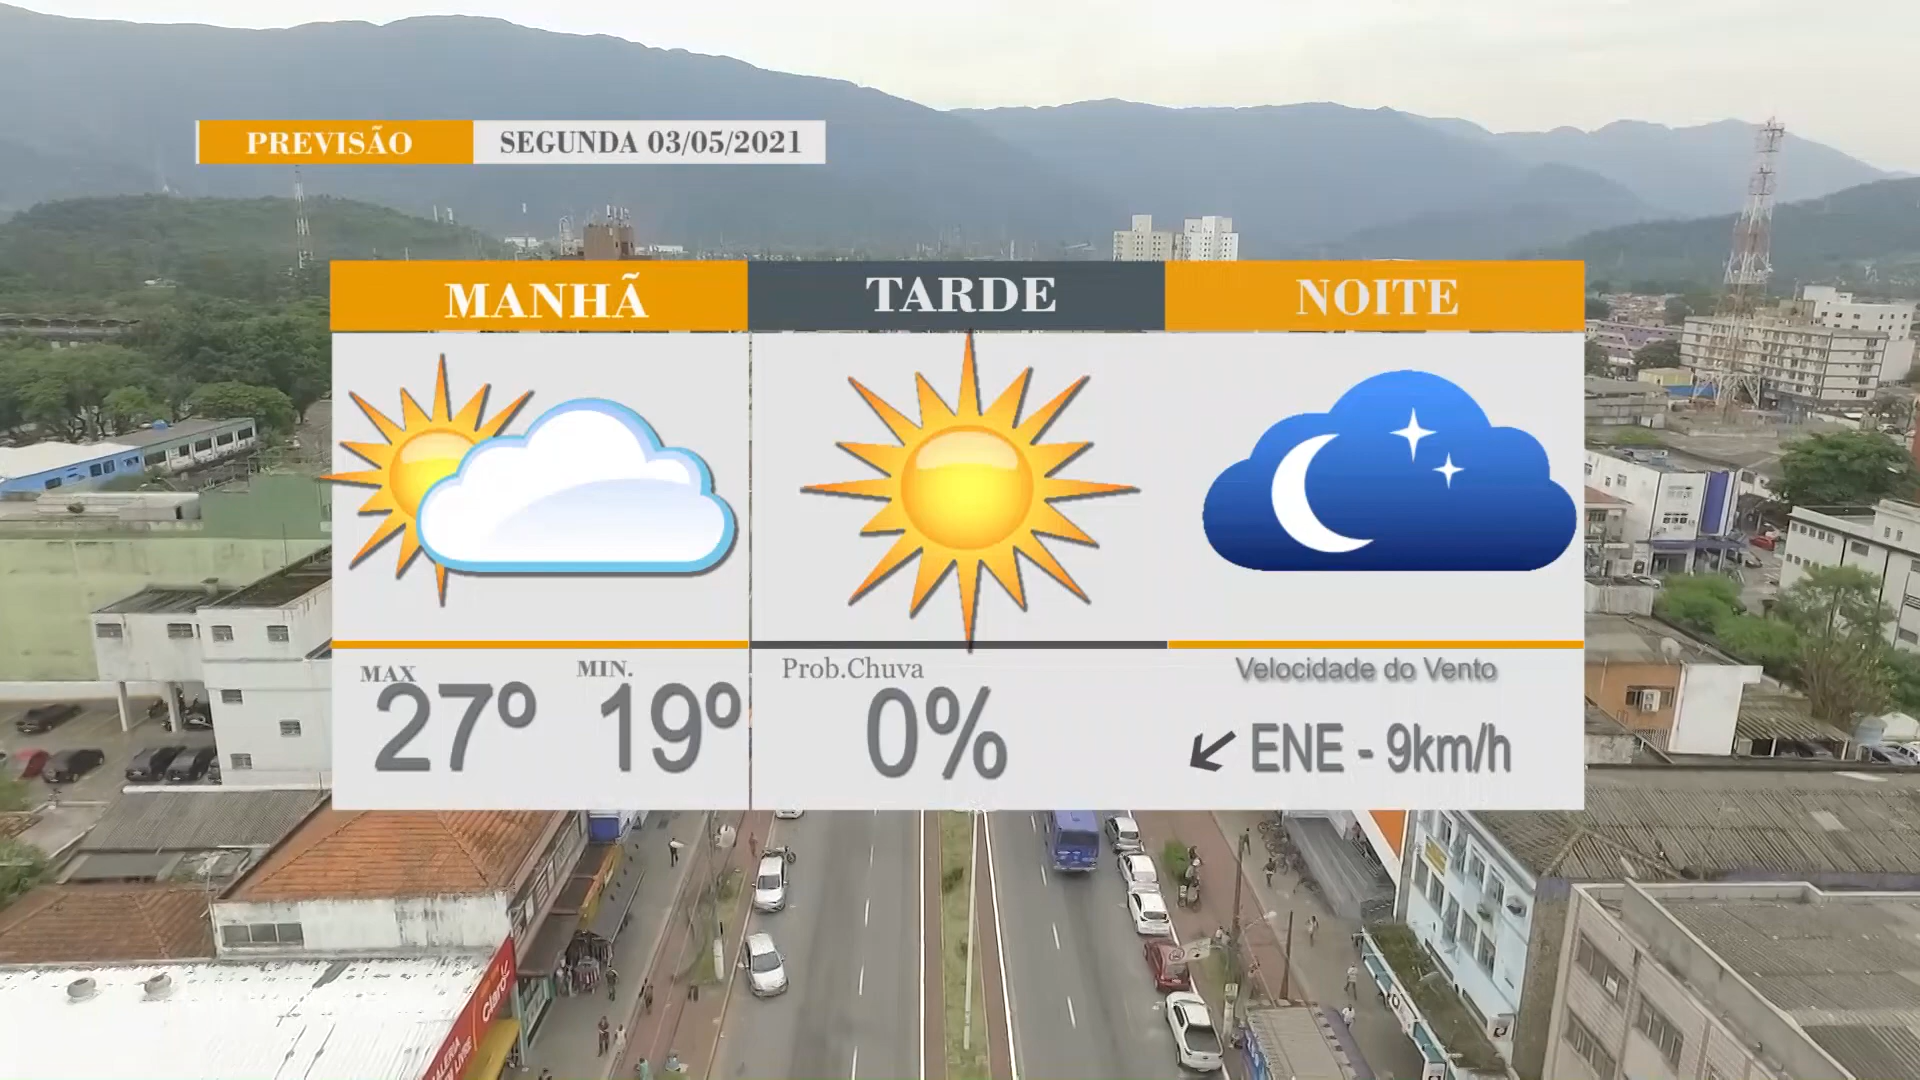 PREVISÃO
SEGUNDA 03/05/2021
MANHÃ
TARDE
NOITE
MAX
27º
MIN.
19º
Prob.Chuva
0%
Velocidade do Vento
ENE - 9km/h
Claro